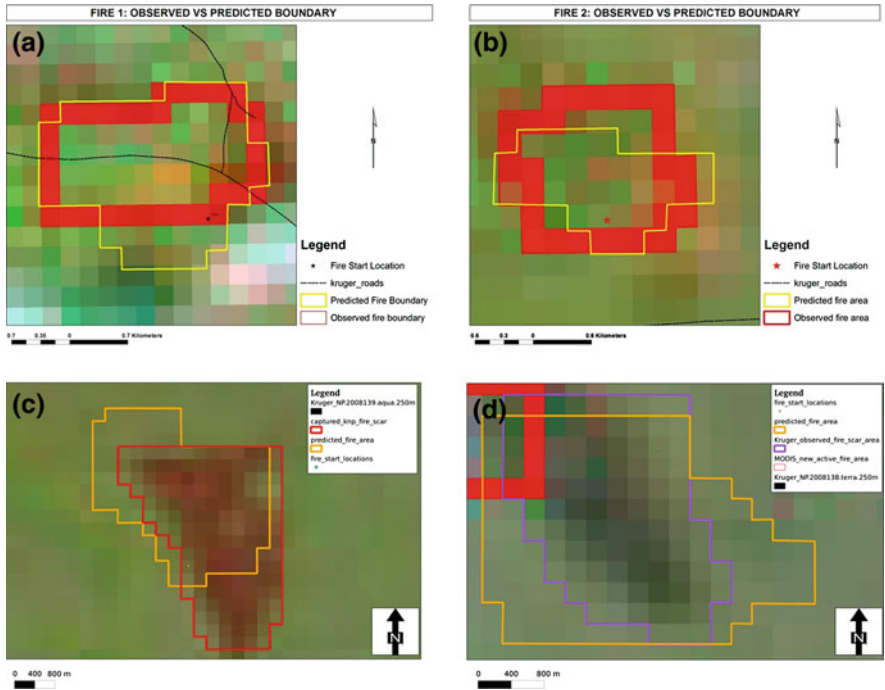 FIRE 1: OBSERVED VS PREDICTED BOUNDARY
(a)
N
Legend
Fire Start Location
kruger_roads
Predicted Fire Boundary
Observed fire boundary
0.7 0.35 0 0.7 Kilometers
FIRE 2: OBSERVED VS PREDICTED BOUNDARY
(b)
N
Legend
Fire Start Location
kruger_roads
Predicted fire area
Observed fire area
0.6 0.3 0 0.6 Kilometers
(c)
Legend
Kruger_NP.2008139.aqua.250m
captured_knp_fire_scar
predicted_fire_area
fire_start_locations
N
0 400 800 m
(d)
Legend
fire_start_locations
predicted_fire_area
Kruger_observed_fire_scar_area
MODIS_new_active_fire_area
Kruger_NP.2008138.terra.250m
N
0 400 800 m